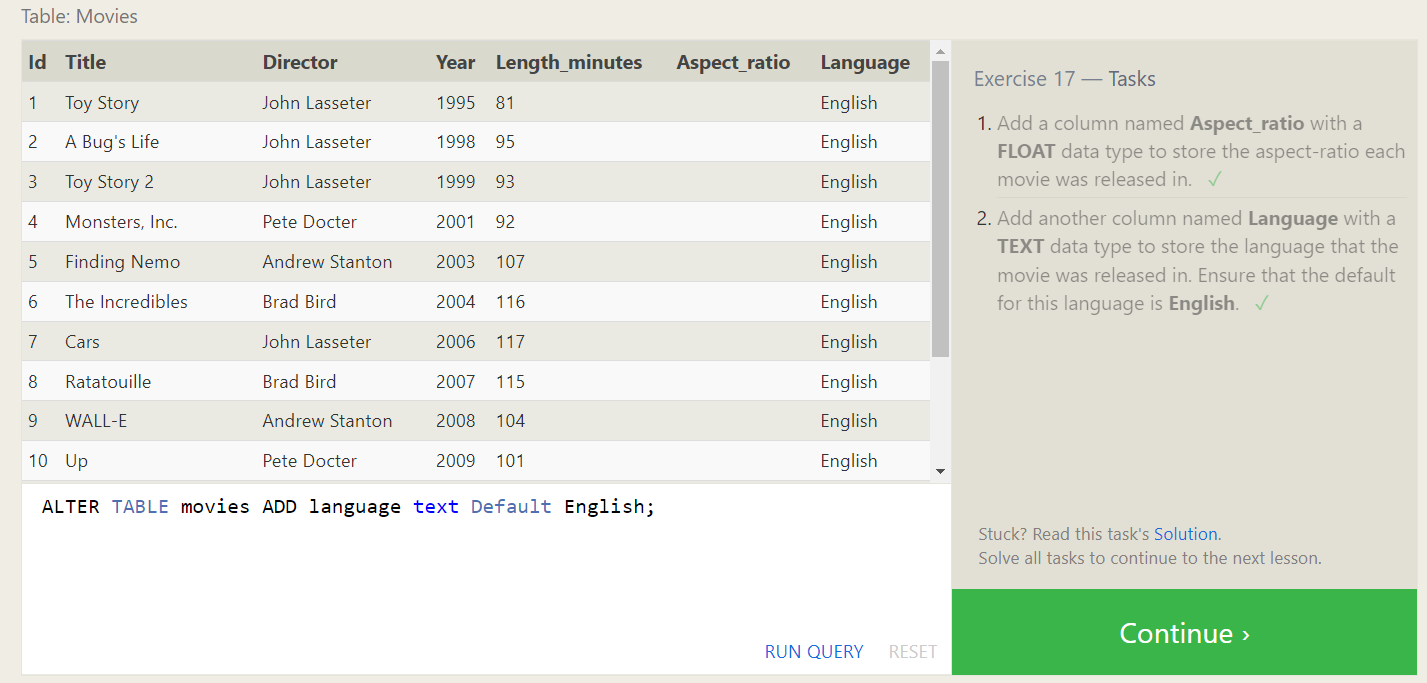 Table: Movies
Id Title Director Year Length_minutes Aspect_ratio Language
1 Toy Story John Lasseter 1995 81 English
2 A Bug's Life John Lasseter 1998 95 English
3 Toy Story 2 John Lasseter 1999 93 English
4 Monsters, Inc. Pete Docter 2001 92 English
5 Finding Nemo Andrew Stanton 2003 107 English
6 The Incredibles Brad Bird 2004 116 English
7 Cars John Lasseter 2006 117 English
8 Ratatouille Brad Bird 2007 115 English
9 WALL-E Andrew Stanton 2008 104 English
10 Up Pete Docter 2009 101 English
ALTER TABLE movies ADD language text Default English;
RUN QUERY RESET
Exercise 17 — Tasks
1. Add a column named Aspect_ratio with a
FLOAT data type to store the aspect-ratio each
movie was released in. ✓
2. Add another column named Language with a
TEXT data type to store the language that the
movie was released in. Ensure that the default
for this language is English. ✓
Stuck? Read this task's Solution.
Solve all tasks to continue to the next lesson.
Continue ›